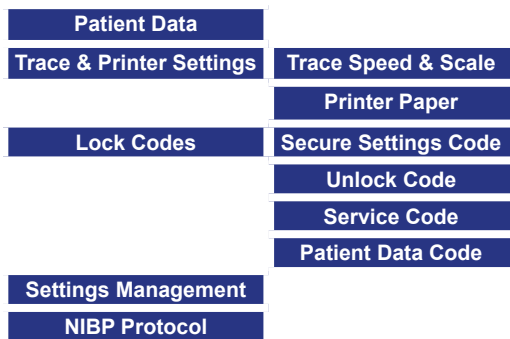 Patient Data
Trace & Printer Settings
Trace Speed & Scale
Printer Paper
Lock Codes
Secure Settings Code
Unlock Code
Service Code
Patient Data Code
Settings Management
NIBP Protocol